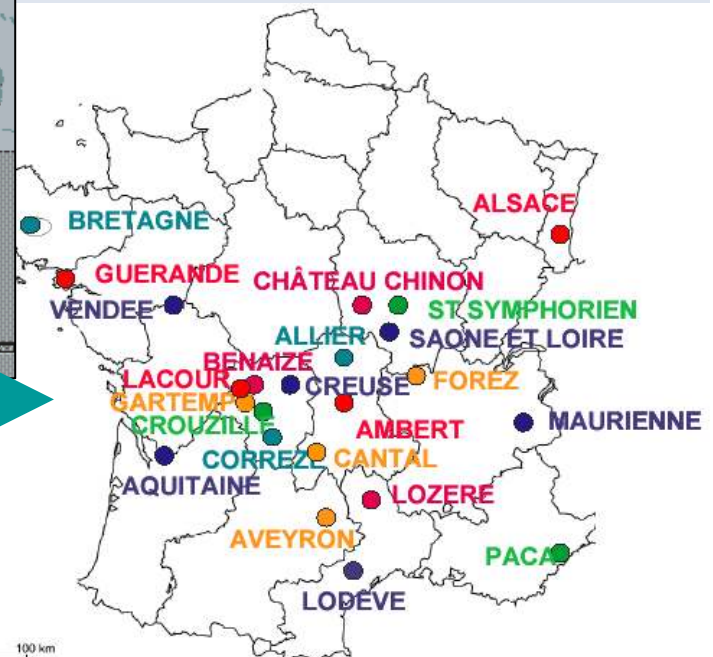 ALSACE
BRETAGNE
GUERANDE
CHÂTEAU CHINON
VENDEE
ST SYMPHORIEN
ALLIER
SAONE ET LOIRE
BENAIZE
LACOUR
CREUSE
FOREZ
GARTEMP
CROUZILLE
AMBERT
MAURIENNE
CORREZE
CANTAL
AQUITAINE
LOZERE
AVEYRON
PACA
LODEVE
100 km